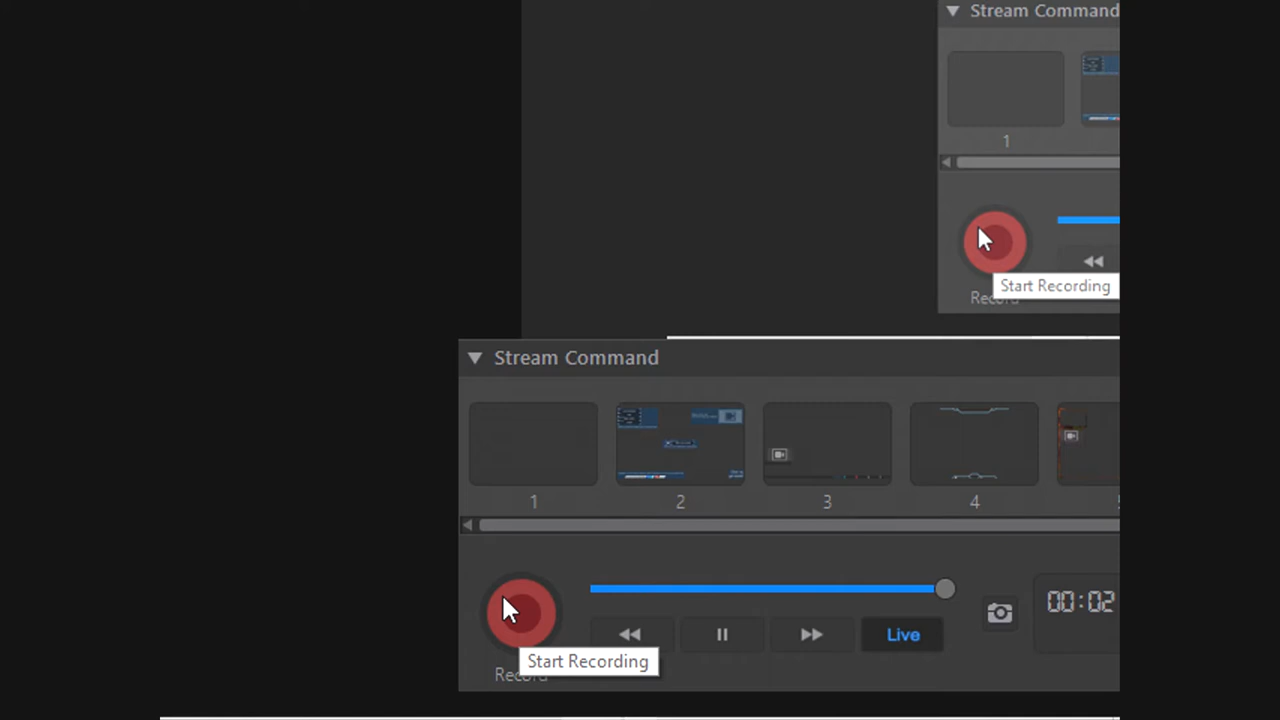 Stream Command
1
Start Recording
Record
Stream Command
1 2 3 4
00:02
Live
Start Recording
Record